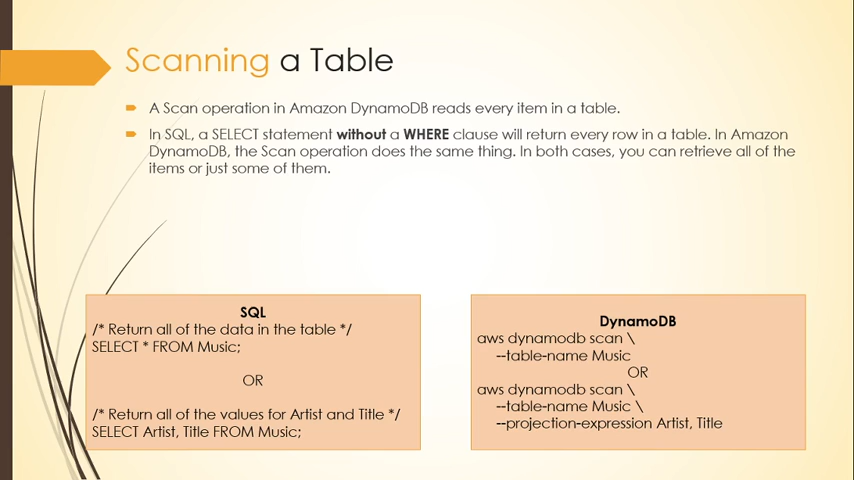 Scanning a Table
A Scan operation in Amazon DynamoDB reads every item in a table.
In SQL, a SELECT statement without a WHERE clause will return every row in a table. In Amazon
DynamoDB, the Scan operation does the same thing. In both cases, you can retrieve all of the
items or just some of them.
SQL
/* Return all of the data in the table */
SELECT * FROM Music;
OR
/* Return all of the values for Artist and Title */
SELECT Artist, Title FROM Music;
DynamoDB
aws dynamodb scan \
--table-name Music
OR
aws dynamodb scan \
--table-name Music \
--projection-expression Artist, Title